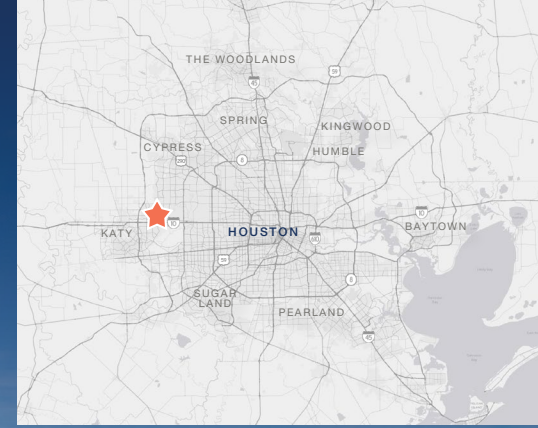 THE WOODLANDS
59
45
SPRING
KINGWOOD
CYPRESS
HUMBLE
290
6
10
10
KATY
HOUSTON
610
BAYTOWN
59
8
SUGAR
LAND
PEARLAND
45